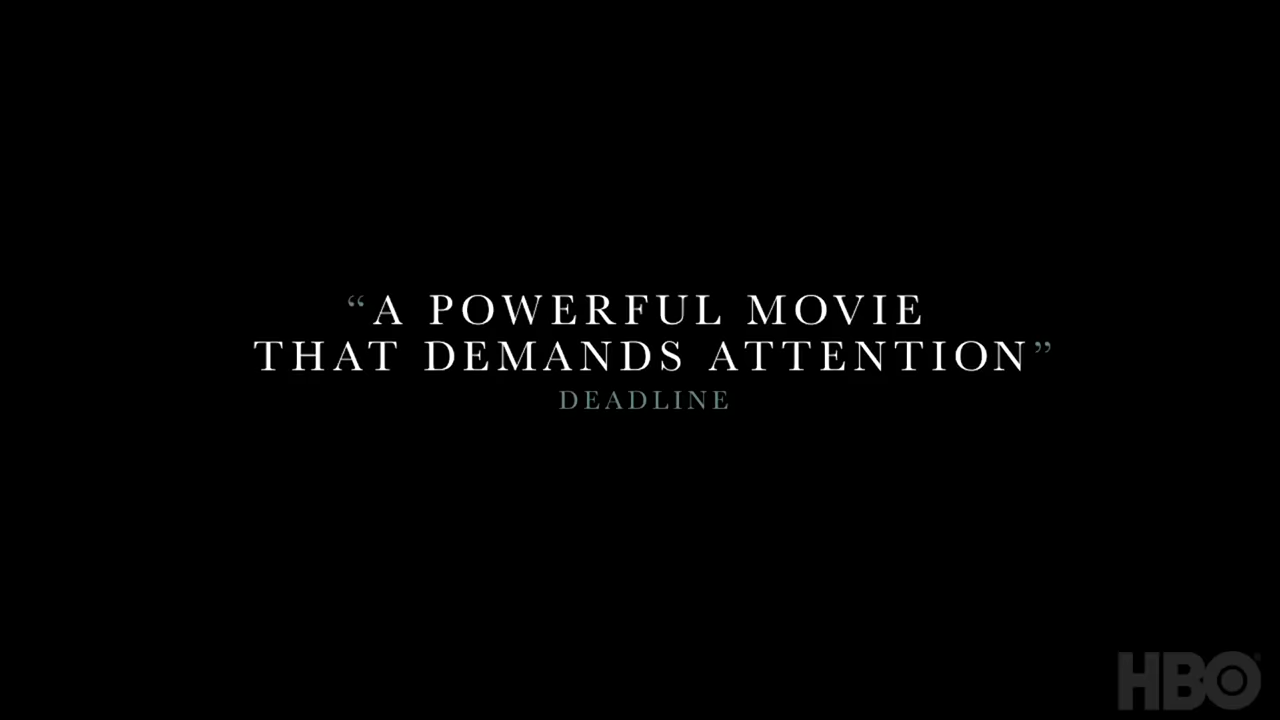 “A POWERFUL MOVIE
THAT DEMANDS ATTENTION”
DEADLINE
HBO